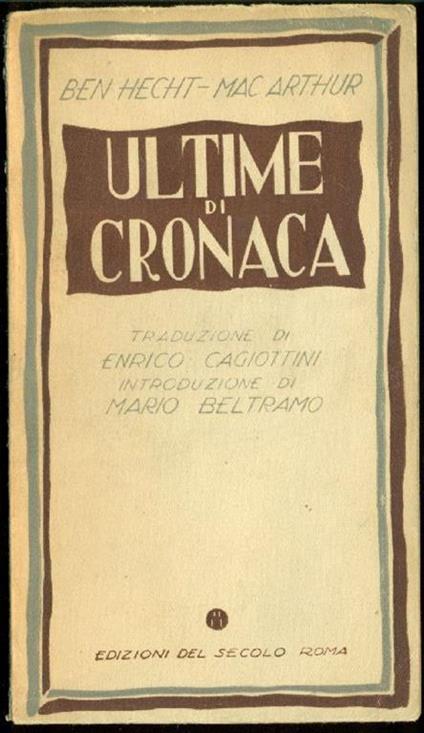 BEN HECHT - MAC ARTHUR
ULTIME
DI
CRONACA
TRADUZIONE DI
ENRICO CAGIOTTINI
INTRODUZIONE DI
MARIO BELTRAMO
EDIZIONI DEL SECOLO ROMA